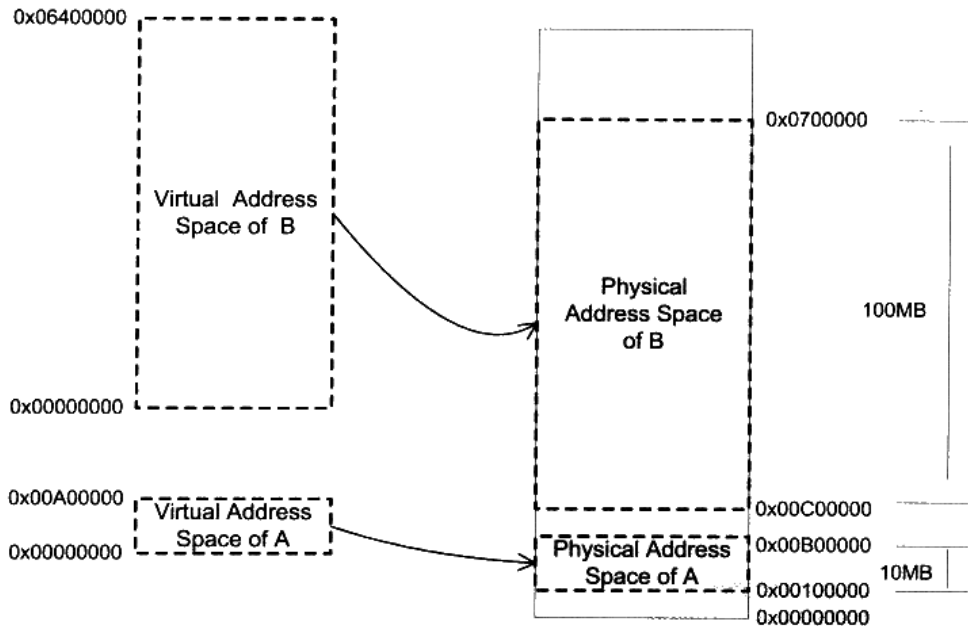 0x06400000
0x0700000
Virtual Address
Space of B
Physical
Address Space
of B
100MB
0x00000000
0x00A00000
Virtual Address
Space of A
0x00000000
0x00C00000
0x00B00000
Physical Address
Space of A
10MB
0x00100000
0x00000000